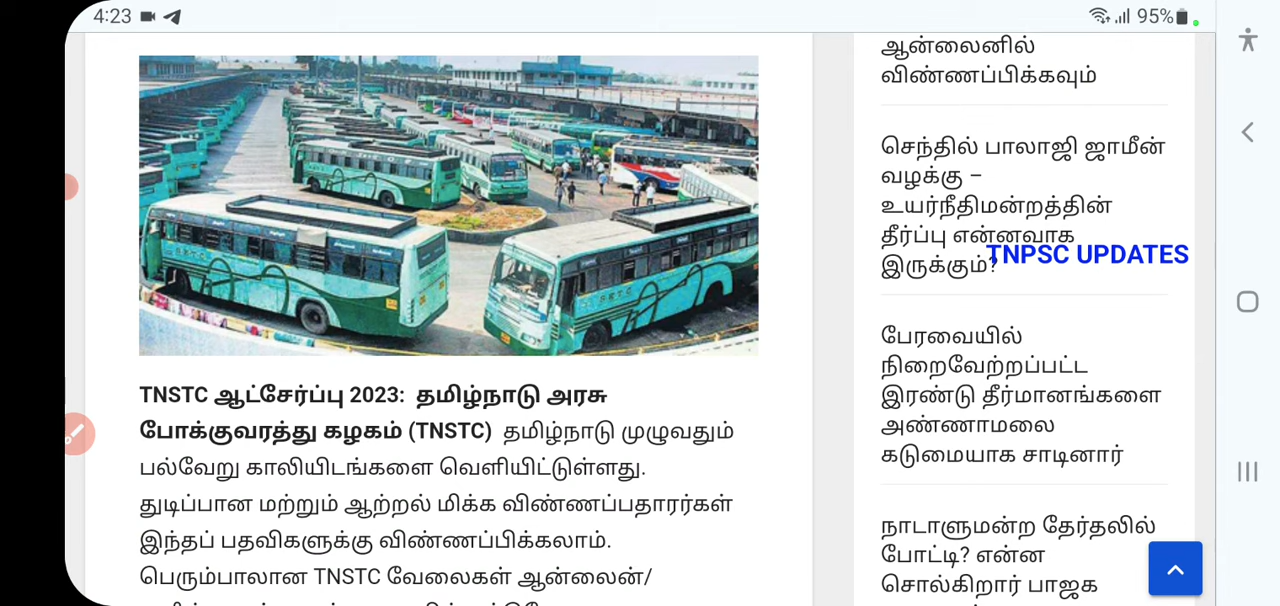 4:23
95%
TNSTC ஆட்சேர்ப்பு 2023: தமிழ்நாடு அரசு
போக்குவரத்து கழகம் (TNSTC) தமிழ்நாடு முழுவதும்
பல்வேறு காலியிடங்களை வெளியிட்டுள்ளது.
துடிப்பான மற்றும் ஆற்றல் மிக்க விண்ணப்பதாரர்கள்
இந்தப் பதவிகளுக்கு விண்ணப்பிக்கலாம்.
பெரும்பாலான TNSTC வேலைகள் ஆன்லைன்/
ஆன்லைனில்
விண்ணப்பிக்கவும்
செந்தில் பாலாஜி ஜாமீன்
வழக்கு –
உயர்நீதிமன்றத்தின்
தீர்ப்பு என்னவாக
இருக்கும்?
TNPSC UPDATES
பேரவையில்
நிறைவேற்றப்பட்ட
இரண்டு தீர்மானங்களை
அண்ணாமலை
கடுமையாக சாடினார்
நாடாளுமன்ற தேர்தலில்
போட்டி? என்ன
சொல்கிறார் பாஜக